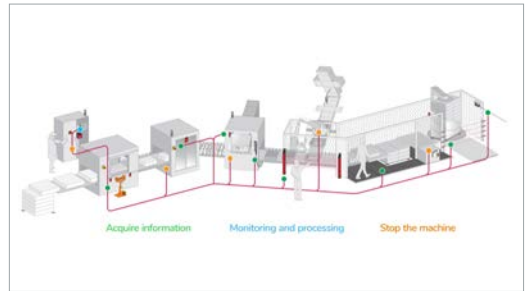 Acquire information Monitoring and processing Stop the machine